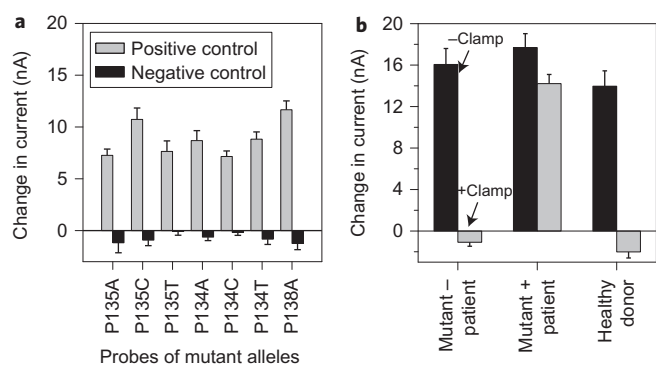 a
Change in current (nA)
20
15
10
5
0
Positive control
Negative control
P135A
P135C
P135T
P134A
P134C
P134T
P138A
Probes of mutant alleles
b
Change in current (nA)
20
16
12
8
4
0
–Clamp
+Clamp
Mutant –
patient
Mutant +
patient
Healthy
donor